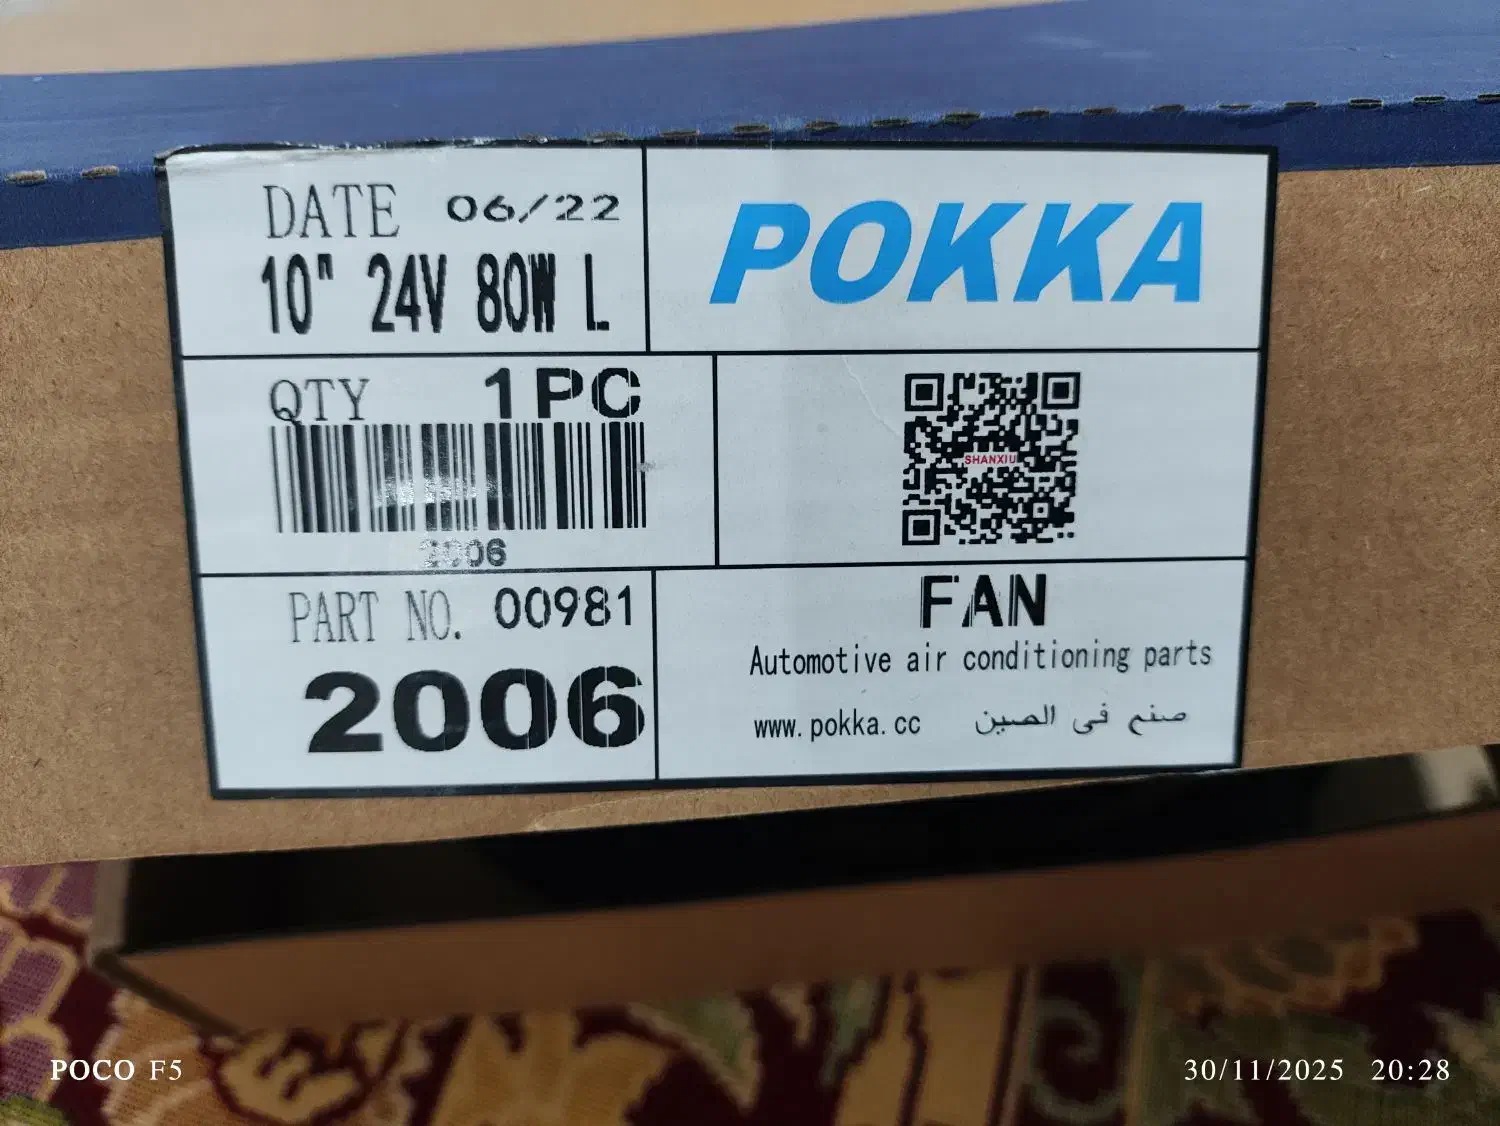 DATE 06/22
10" 24V 80W L
POKKA
QTY 1PC
2006
SHANXIU
PART NO. 00981
2006
FAN
Automotive air conditioning parts
www.pokka.cc صنع في الصين
POCO F5
30/11/2025 20:28